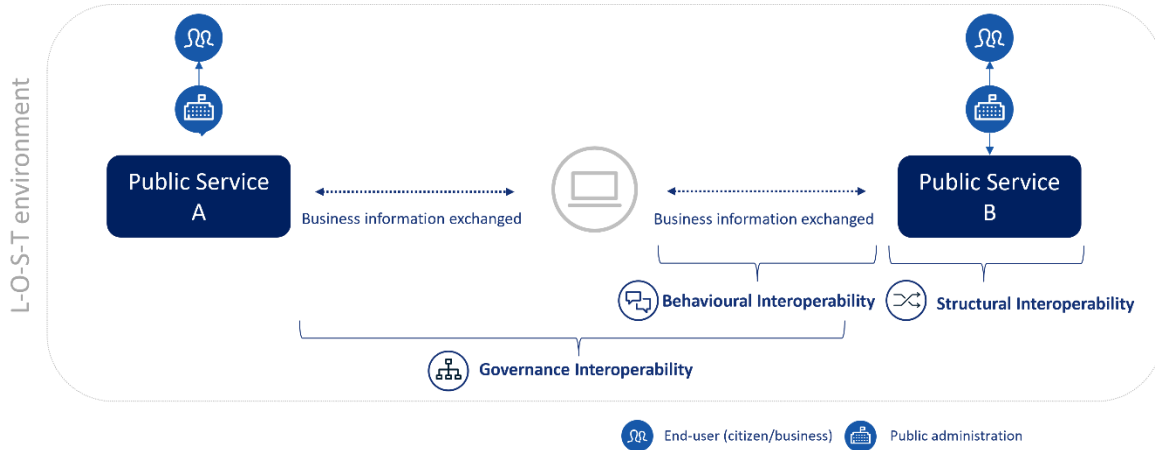 L-O-S-T environment
Public Service
A
Business information exchanged
Business information exchanged
Public Service
B
Behavioural Interoperability
Structural Interoperability
Governance Interoperability
End-user (citizen/business)
Public administration